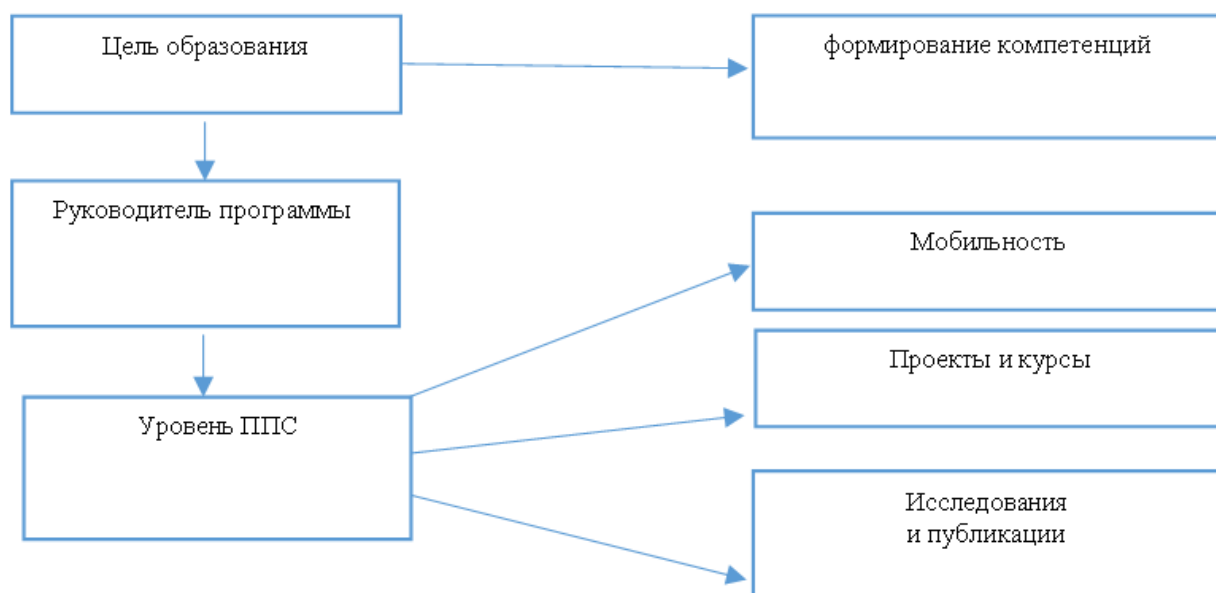 Цель образования
формирование компетенций
Руководитель программы
Мобильность
Проекты и курсы
Уровень ППС
Исследования
и публикации